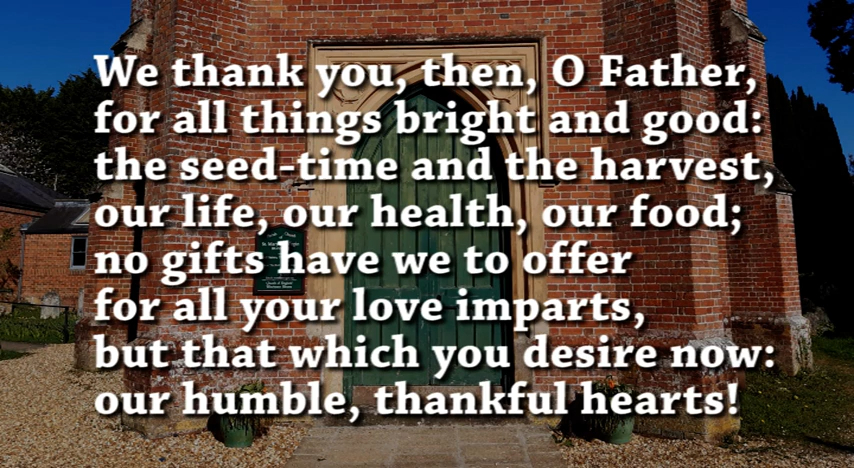 We thank you, then, O Father,
for all things bright and good:
the seed-time and the harvest,
our life, our health, our food;
no gifts have we to offer
for all your love imparts,
but that which you desire now:
our humble, thankful hearts!